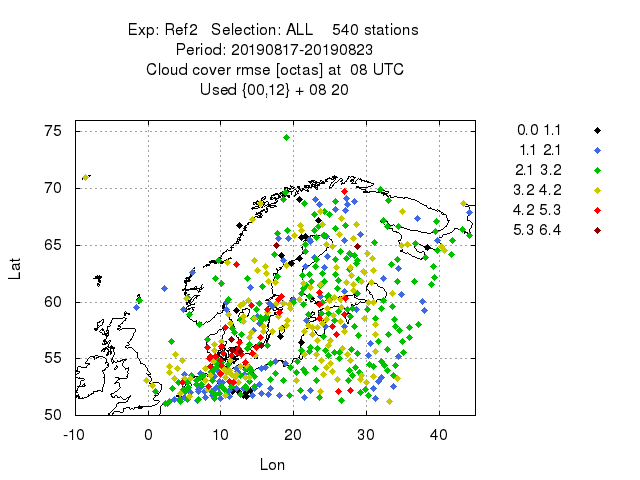 Exp: Ref2 Selection: ALL 540 stations
Period: 20190817-20190823
Cloud cover rmse [octas] at 08 UTC
Used {00,12} + 08 20
75
70
65
60
55
50
Lat
-10 0 10 20 30 40
Lon
0.0 1.1
1.1 2.1
2.1 3.2
3.2 4.2
4.2 5.3
5.3 6.4